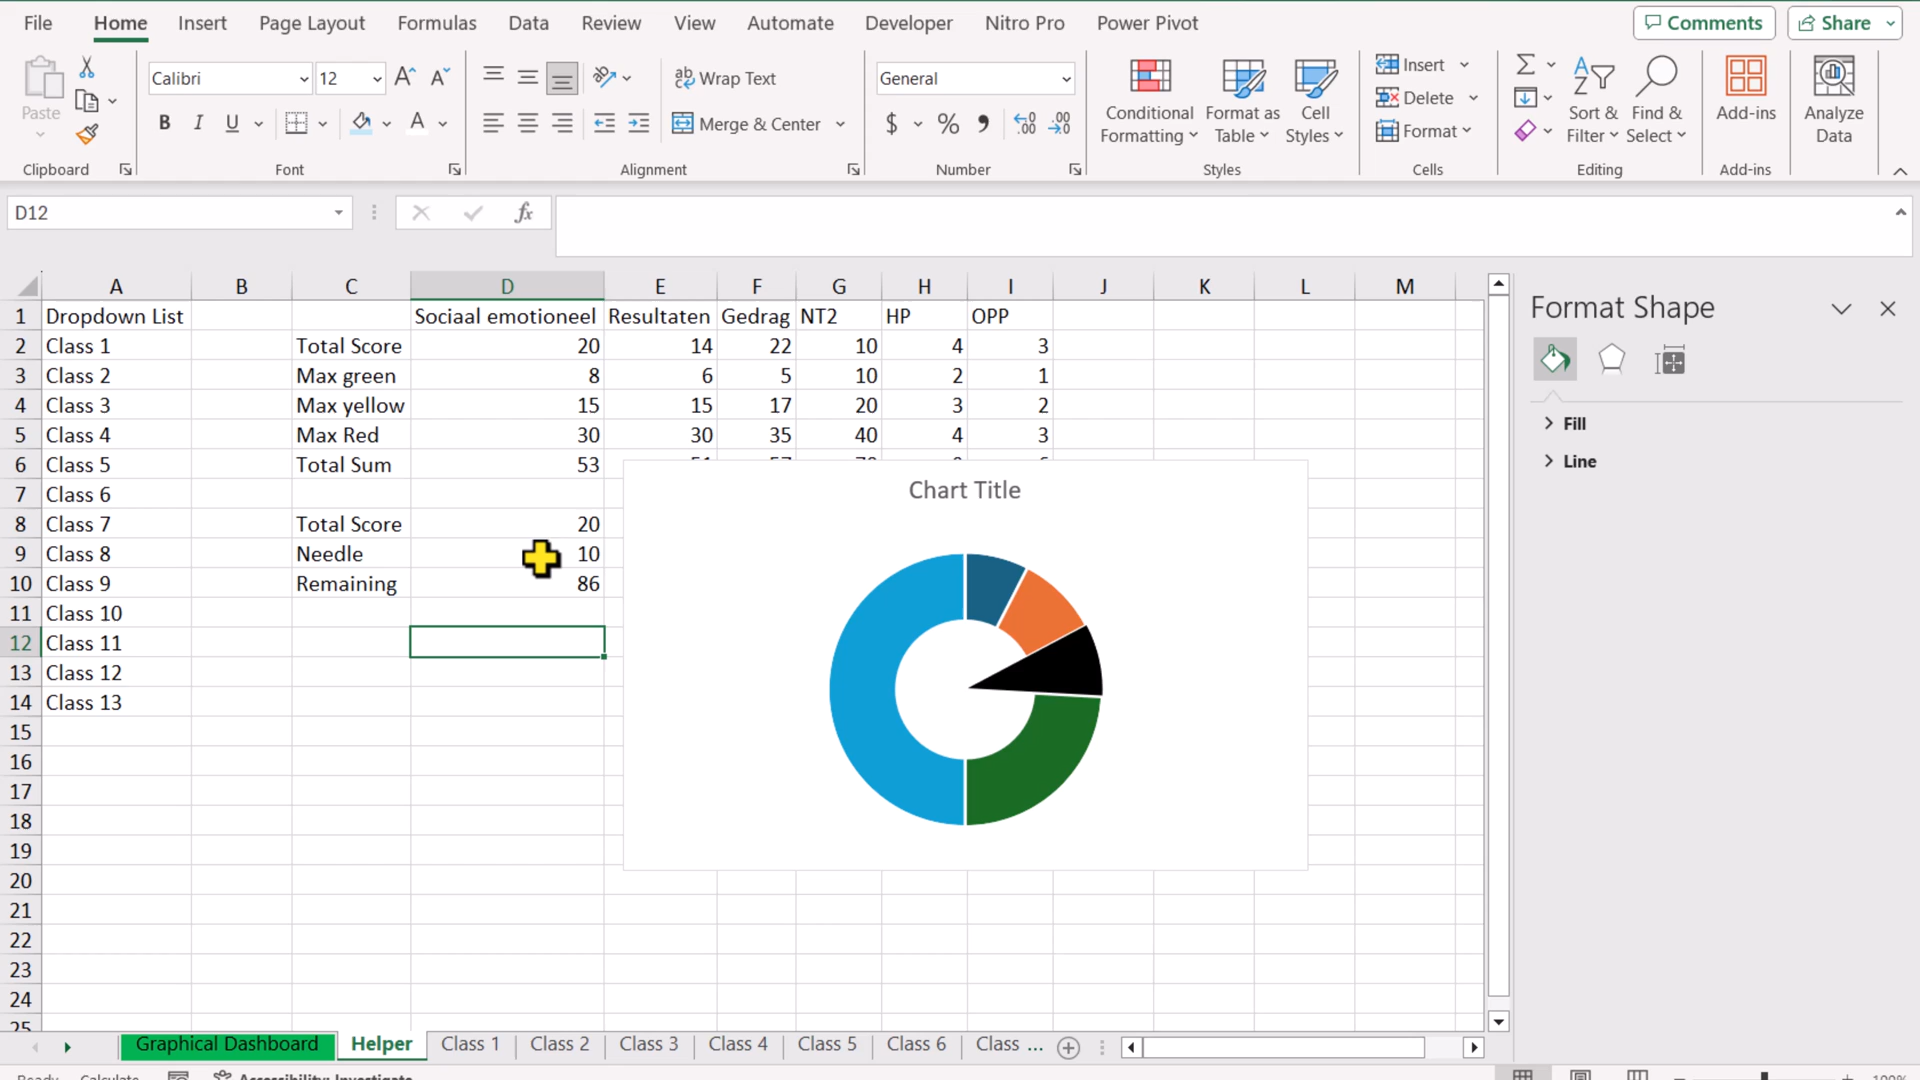 File Home Insert Page Layout Formulas Data Review View Automate Developer Nitro Pro Power Pivot Comments Share
Paste Calibri 12 Wrap Text General Conditional Formatting Format as Table Cell Styles Insert Delete Format Sort & Filter Find & Select Add-ins Analyze Data
B I U A Merge & Center $ %
Clipboard Font Alignment Number Styles Cells Editing Add-ins
D12 fx
A B C D E F G H I J K L M
1 Dropdown List Sociaal emotioneel Resultaten Gedrag NT2 HP OPP
2 Class 1 Total Score 20 14 22 10 4 3
3 Class 2 Max green 8 6 5 10 2 1
4 Class 3 Max yellow 15 15 17 20 3 2
5 Class 4 Max Red 30 30 35 40 4 3
6 Class 5 Total Sum 53
7 Class 6
8 Class 7 Total Score 20
9 Class 8 Needle 10
10 Class 9 Remaining 86
11 Class 10
12 Class 11
13 Class 12
14 Class 13
15
16
17
18
19
20
21
22
23
24
25
Chart Title
Format Shape
Fill
Line
Graphical Dashboard Helper Class 1 Class 2 Class 3 Class 4 Class 5 Class 6 Class ...
Ready Calculate Accessibility: Investigate 100%